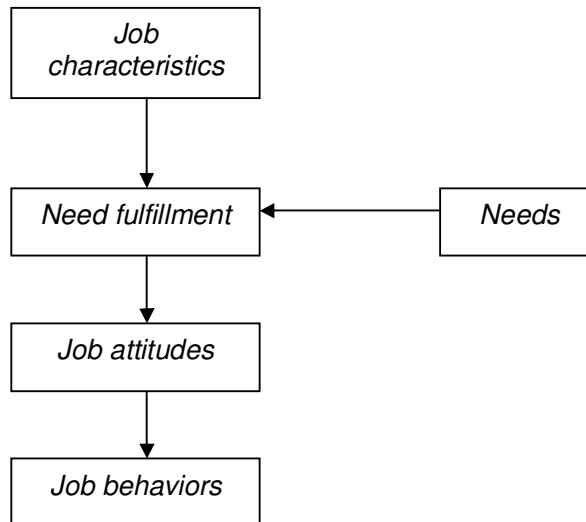 Job
characteristics
Need fulfillment
Needs
Job attitudes
Job behaviors